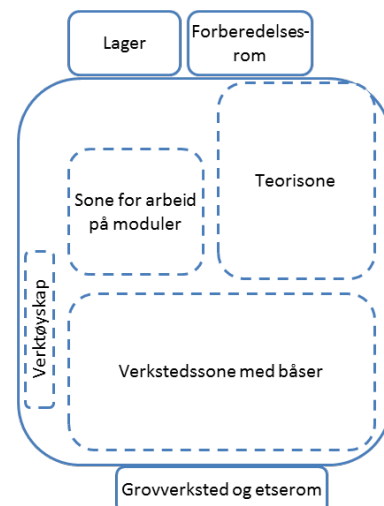 Lager
Forberedelses-
rom
Teorisone
Sone for arbeid
på moduler
Verktøyskap
Verkstedssone med båser
Grovverksted og etserom